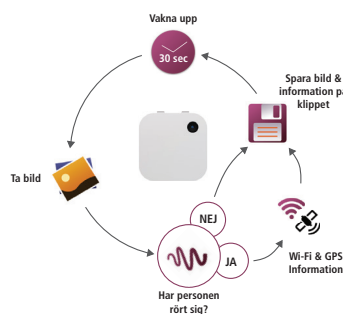 Vakna upp
30 sec
Spara bild &
information på
klippet
Ta bild
NEJ
JA
Wi-Fi & GPS
Information
Har personen
rört sig?